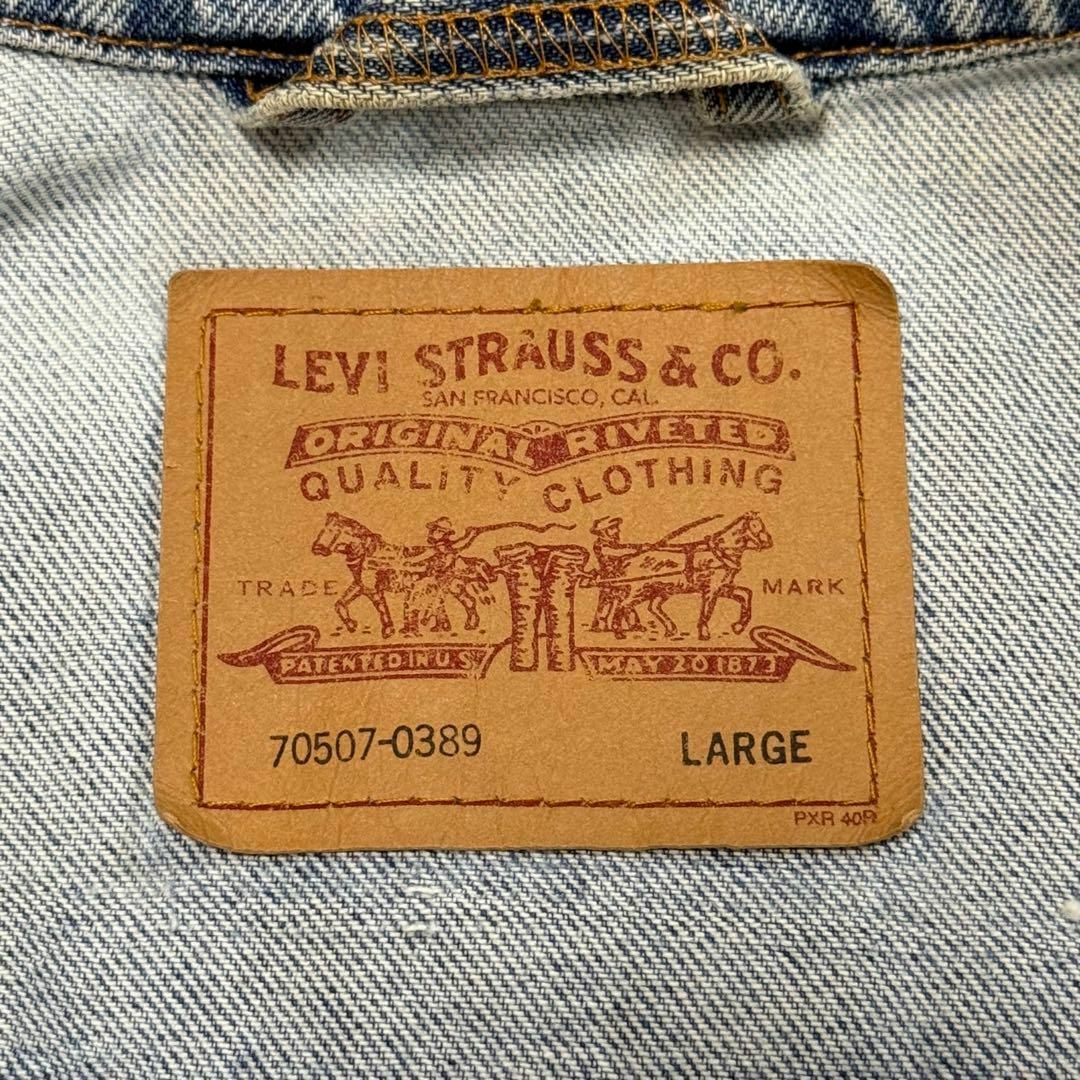 LEVI STRAUSS & CO.
SAN FRANCISCO, CAL.
ORIGINAL RIVETED
QUALITY CLOTHING
TRADE MARK
PATENTED IN U.S. MAY 20 1873
70507-0389 LARGE
PXR 40R